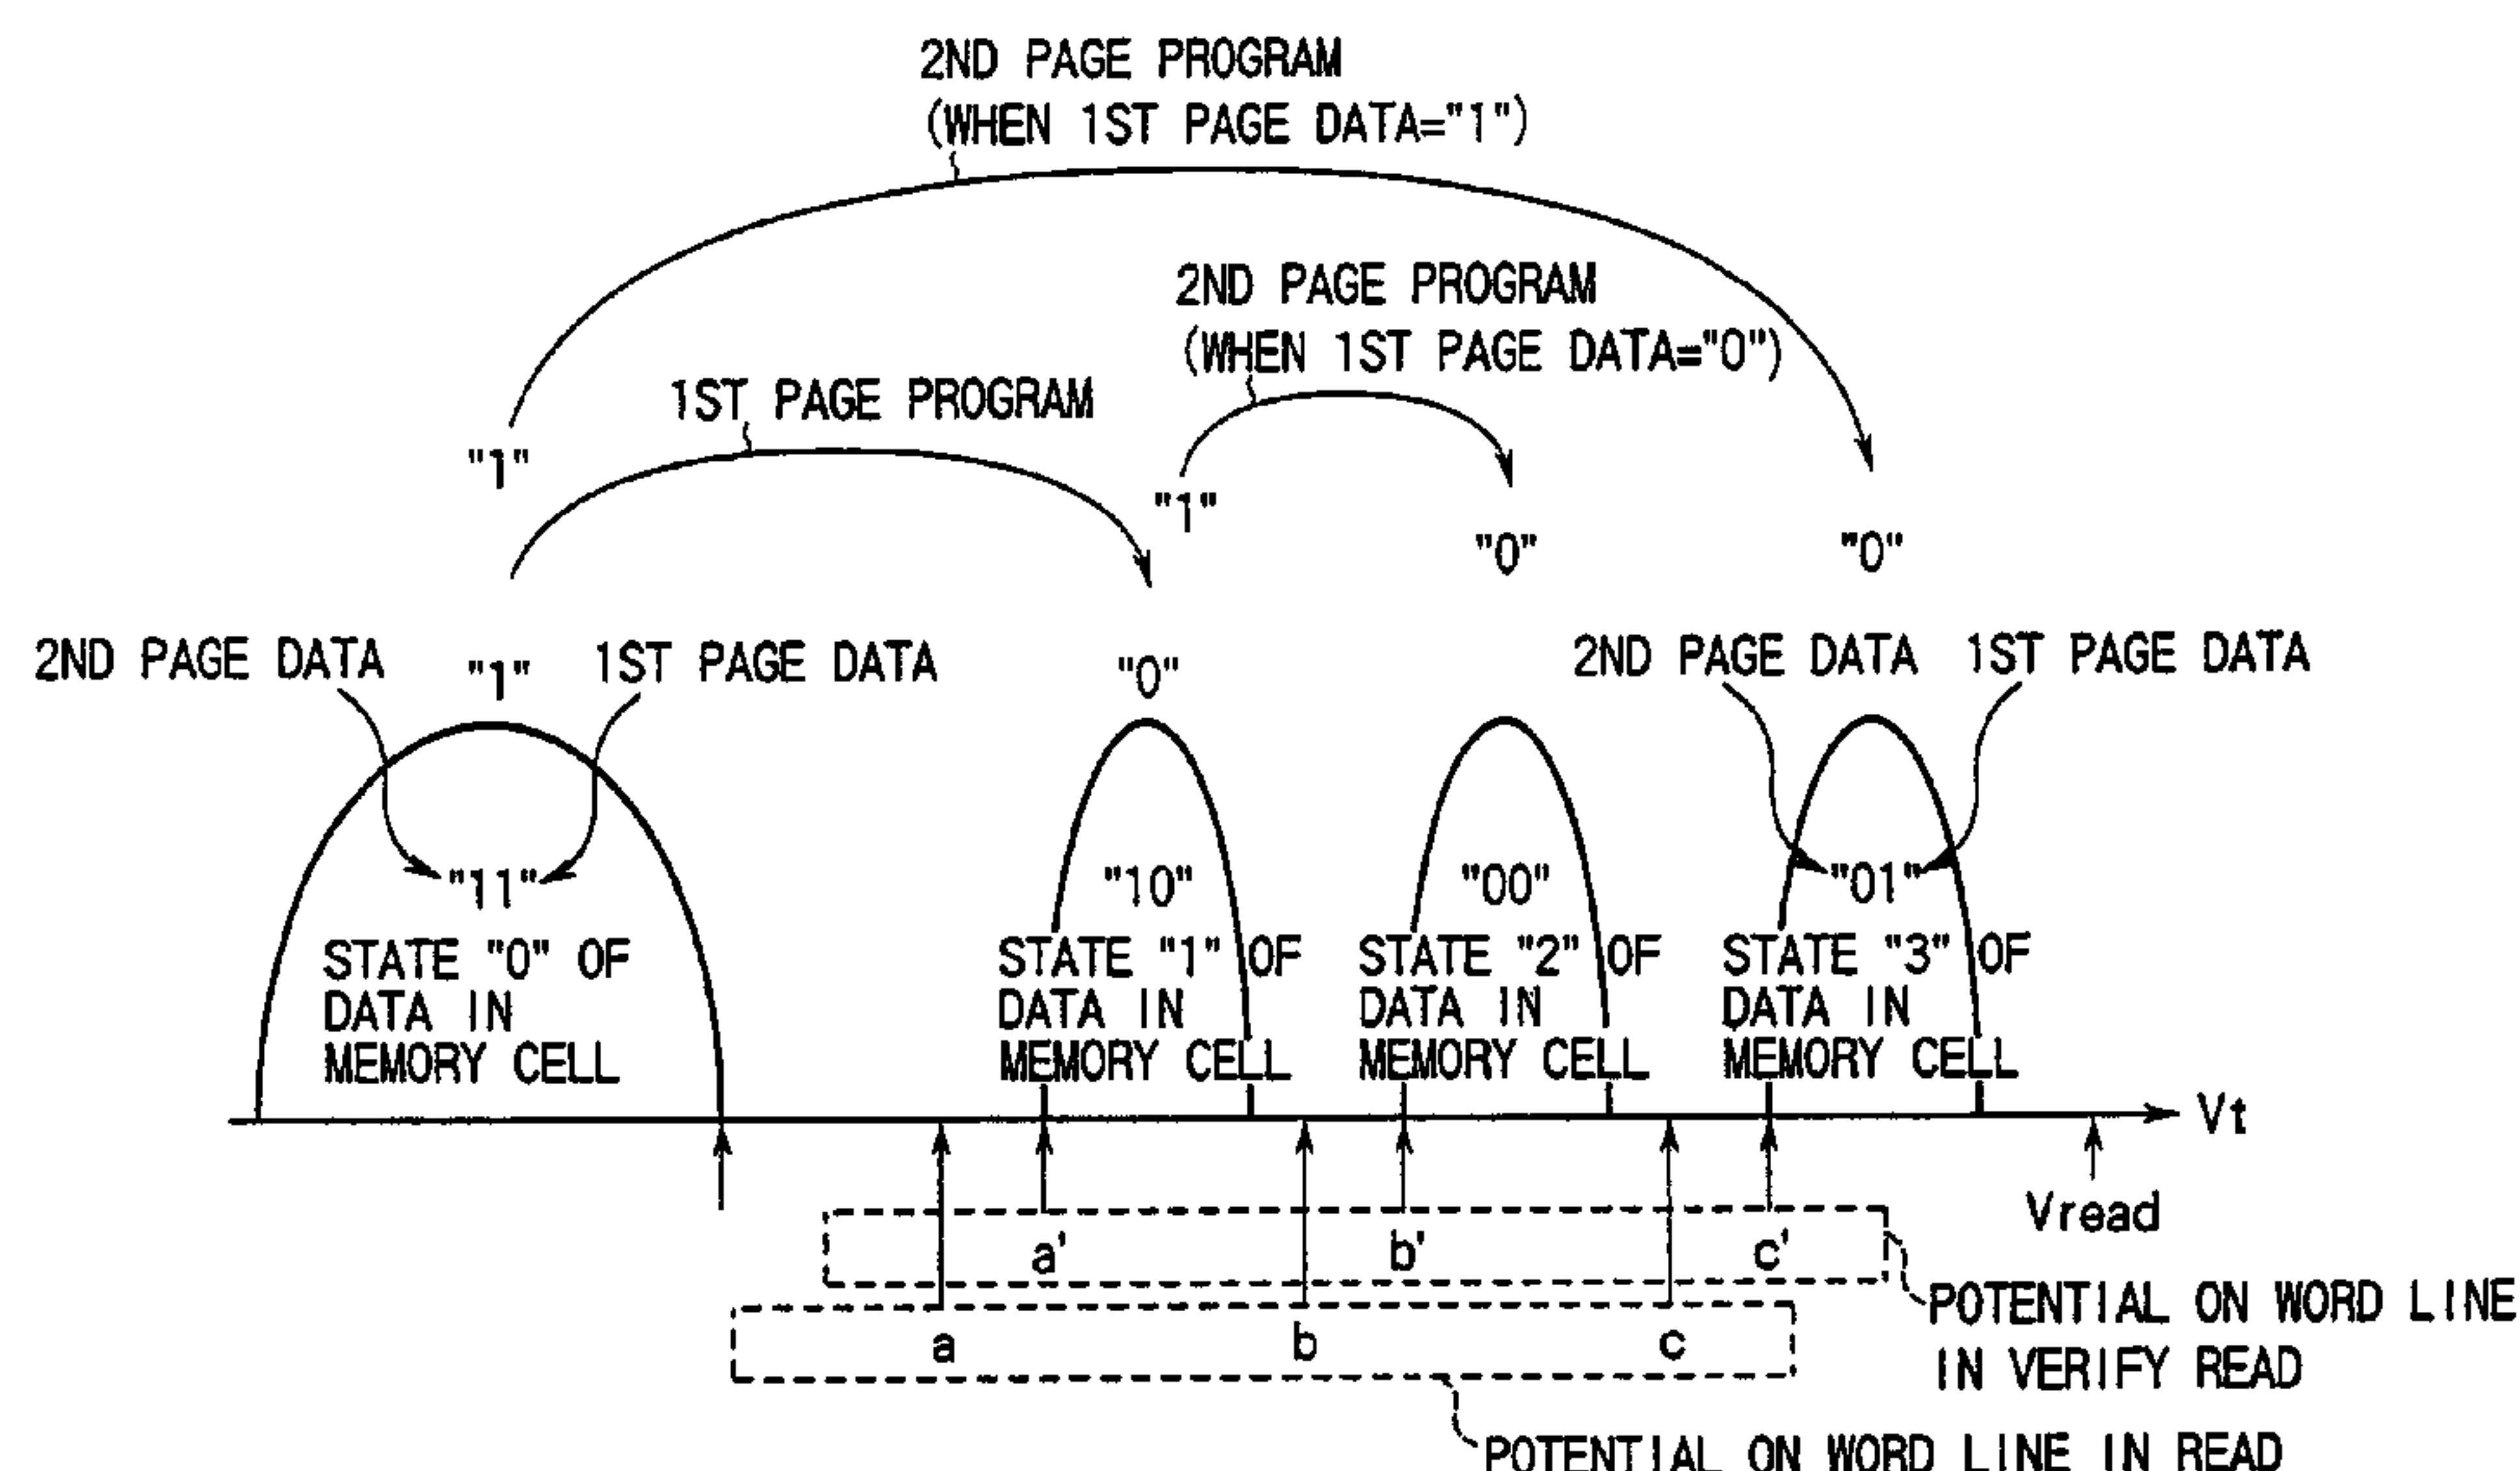 2ND PAGE PROGRAM
(WHEN 1ST PAGE DATA="1")
2ND PAGE PROGRAM
(WHEN 1ST PAGE DATA="0")
1ST PAGE PROGRAM
"1"
"1"
"0"
"0"
2ND PAGE DATA
"1"
1ST PAGE DATA
"0"
2ND PAGE DATA
1ST PAGE DATA
"11"
STATE "0" OF
DATA IN
MEMORY CELL
"10"
STATE "1" OF
DATA IN
MEMORY CELL
"00"
STATE "2" OF
DATA IN
MEMORY CELL
"01"
STATE "3" OF
DATA IN
MEMORY CELL
Vt
Vread
a'
b'
c'
POTENTIAL ON WORD LINE
IN VERIFY READ
a
b
c
POTENTIAL ON WORD LINE IN READ